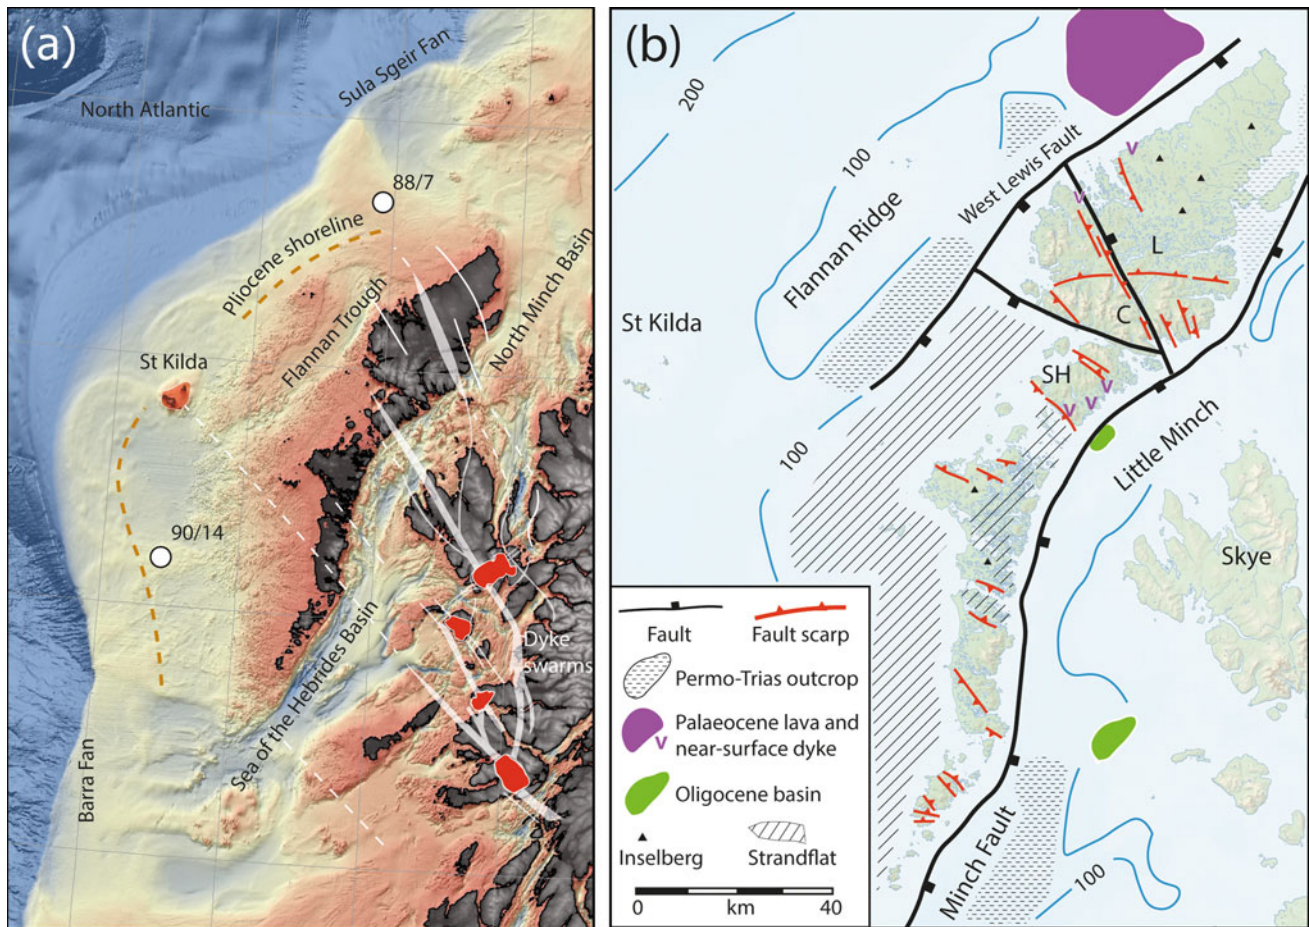 (a)
North Atlantic
Sula Sgeir Fan
88/7
Pliocene shoreline
Flannan Trough
North Minch Basin
St Kilda
90/14
Sea of the Hebrides Basin
Dyke
swarms
Barra Fan
(b)
200
100
West Lewis Fault
Flannan Ridge
St Kilda
L
C
SH
100
Little Minch
Skye
Minch Fault
100
Fault
Fault scarp
Permo-Trias outcrop
Palaeocene lava and
near-surface dyke
v
Oligocene basin
Inselberg
Strandflat
0
km
40
v
v
v
v
v
v